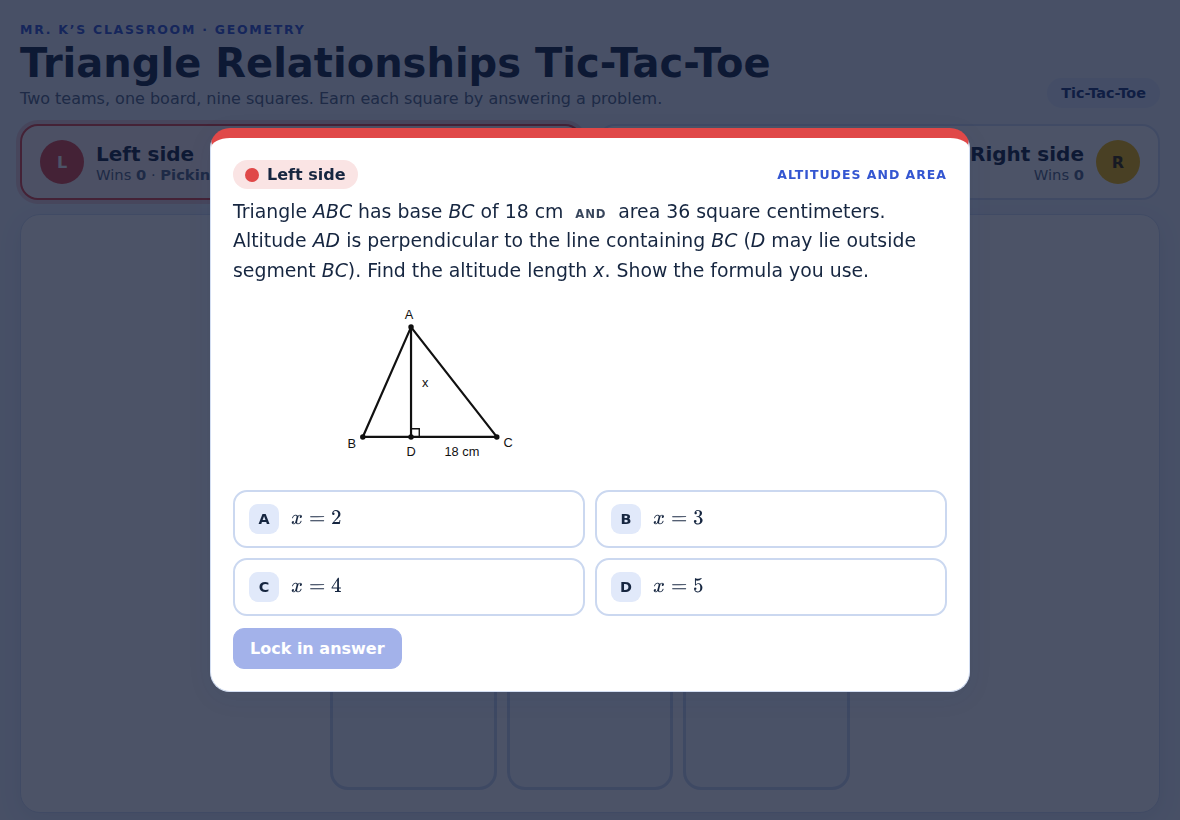 MR. K’S CLASSROOM · GEOMETRY
Triangle Relationships Tic-Tac-Toe
Two teams, one board, nine squares. Earn each square by answering a problem.
Tic-Tac-Toe
L
Left side
Wins 0 · Pickin
Right side
Wins 0
R
Left side
ALTITUDES AND AREA
Triangle ABC has base BC of 18 cm AND area 36 square centimeters.
Altitude AD is perpendicular to the line containing BC (D may lie outside
segment BC). Find the altitude length x. Show the formula you use.
A
x
B
D
18 cm
C
A x = 2
B x = 3
C x = 4
D x = 5
Lock in answer